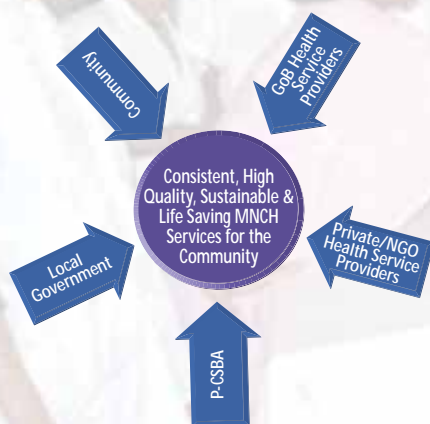 Community
GoB Health
Service
Providers
Consistent, High
Quality, Sustainable &
Life Saving MNCH
Services for the
Community
Local
Government
Private/NGO
Health Service
Providers
P-CSBA